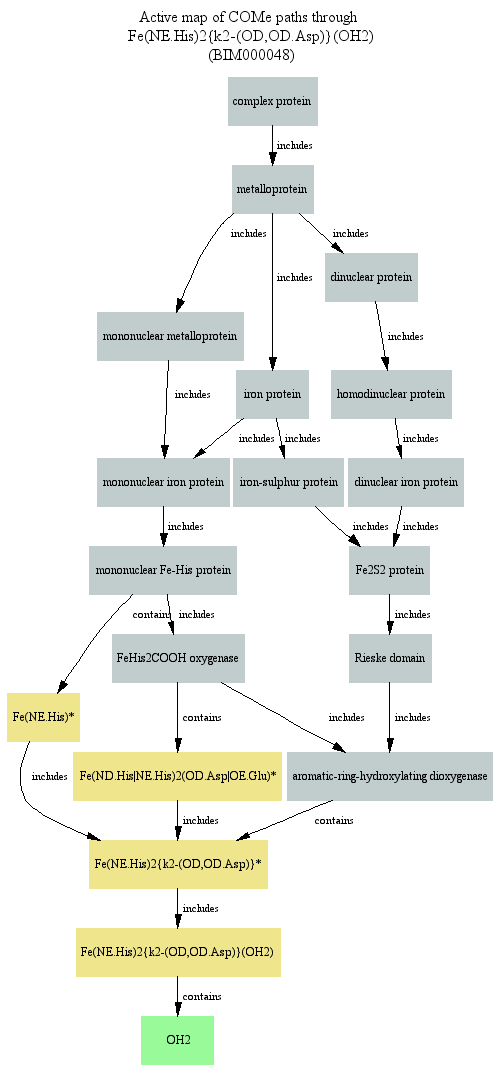 Active map of COMe paths through
Fe(NE.His)2{k2-(OD,OD.Asp)}(OH2)
(BIM000048)
complex protein
includes
metalloprotein
includes
includes
includes
dinuclear protein
mononuclear metalloprotein
includes
includes
iron protein
homodinuclear protein
includes
includes
includes
mononuclear iron protein
iron-sulphur protein
dinuclear iron protein
includes
includes
includes
mononuclear Fe-His protein
Fe2S2 protein
contains
includes
includes
FeHis2COOH oxygenase
Rieske domain
Fe(NE.His)*
contains
includes
includes
includes
Fe(ND.His|NE.His)2(OD.Asp|OE.Glu)*
aromatic-ring-hydroxylating dioxygenase
includes
contains
Fe(NE.His)2{k2-(OD,OD.Asp)}*
includes
Fe(NE.His)2{k2-(OD,OD.Asp)}(OH2)
contains
OH2